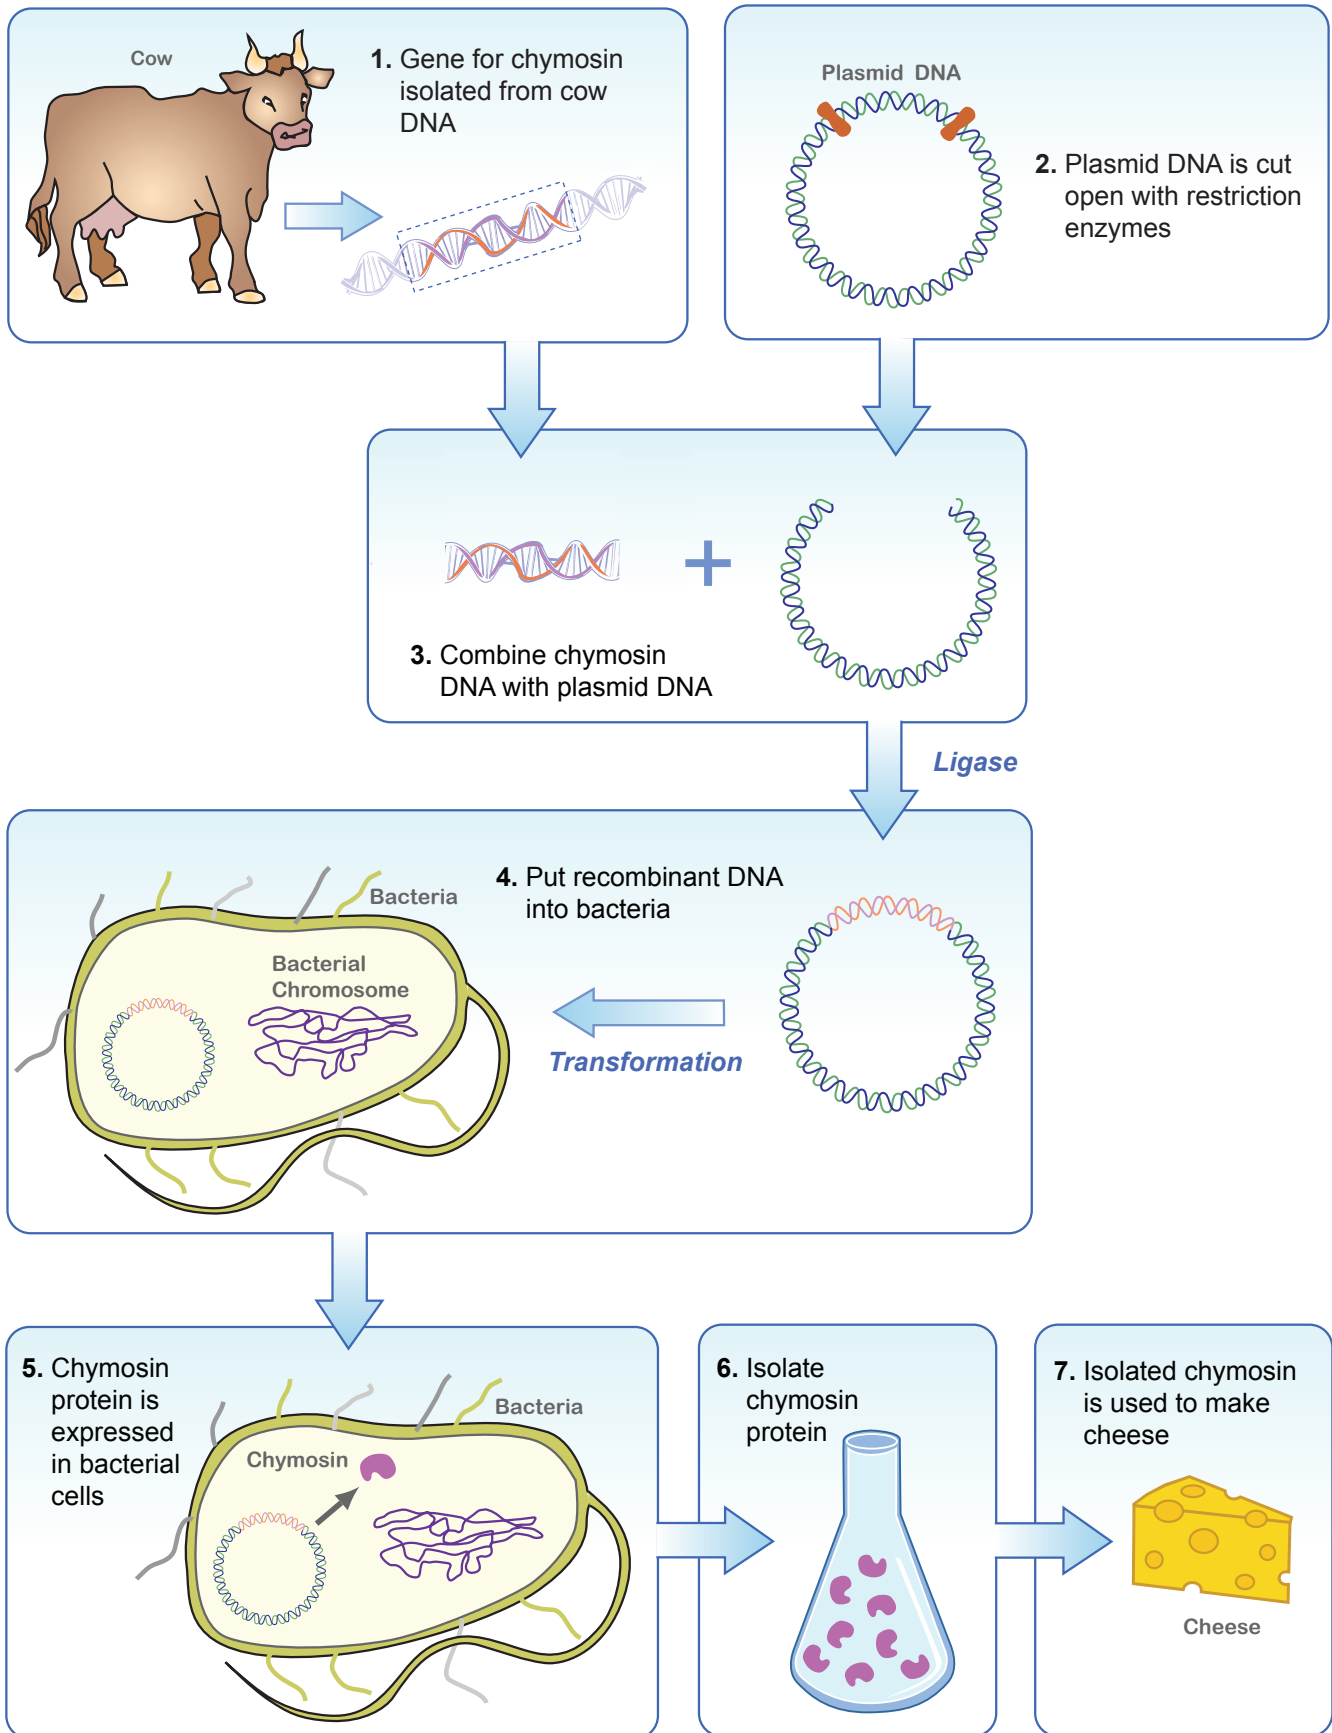 Cow
1. Gene for chymosin
isolated from cow
DNA
Plasmid DNA
2. Plasmid DNA is cut
open with restriction
enzymes
3. Combine chymosin
DNA with plasmid DNA
Ligase
4. Put recombinant DNA
into bacteria
Bacteria
Bacterial
Chromosome
Transformation
5. Chymosin
protein is
expressed
in bacterial
cells
Bacteria
Chymosin
6. Isolate
chymosin
protein
7. Isolated chymosin
is used to make
cheese
Cheese